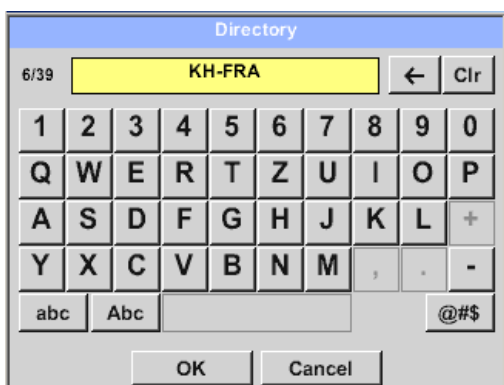 Directory
6/39 KH-FRA ← Clr
1 2 3 4 5 6 7 8 9 0
Q W E R T Z U I O P
A S D F G H J K L +
Y X C V B N M , . -
abc Abc @#$
OK Cancel